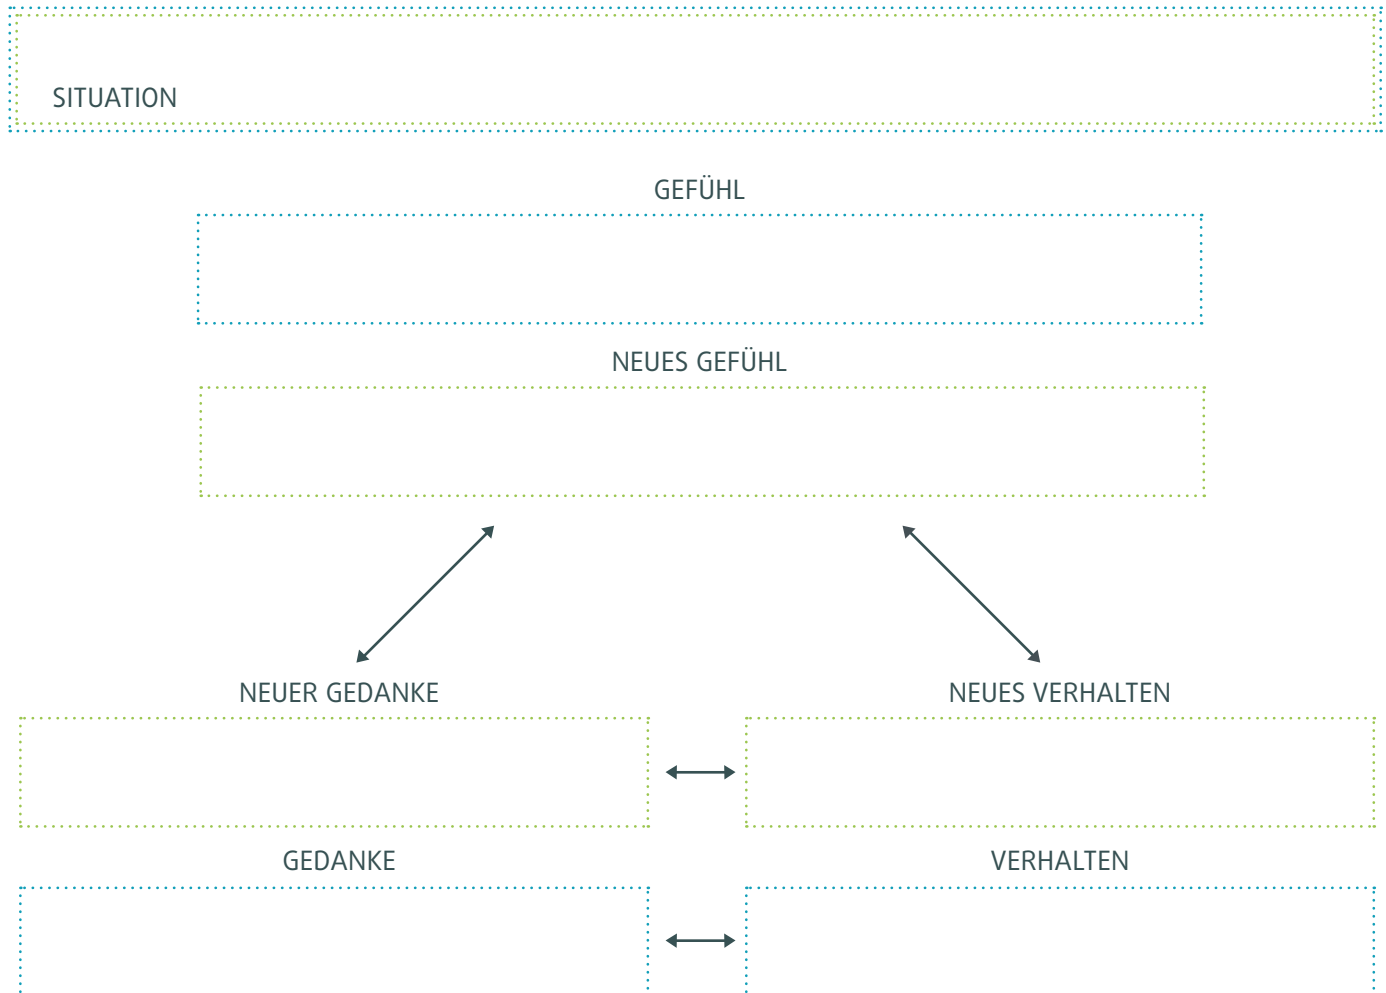 SITUATION
GEFÜHL
NEUES GEFÜHL
NEUER GEDANKE
NEUES VERHALTEN
GEDANKE
VERHALTEN